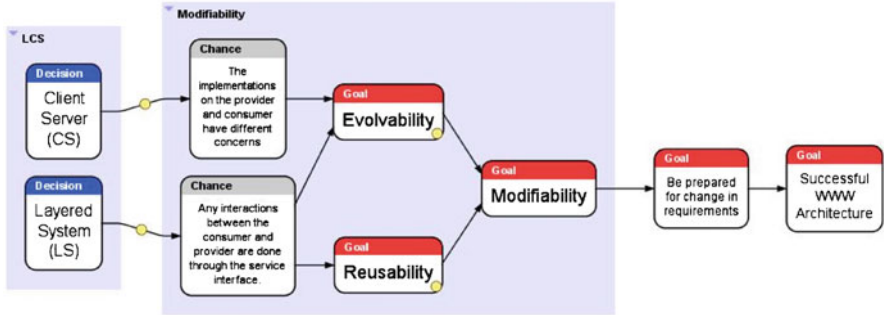 LCS
Decision
Client
Server
(CS)
Decision
Layered
System
(LS)
Modifiability
Chance
The
implementations
on the provider
and consumer
have different
concerns
Chance
Any interactions
between the
consumer and
provider are done
through the service
interface.
Goal
Evolvability
Goal
Reusability
Goal
Modifiability
Goal
Be prepared
for change in
requirements
Goal
Successful
WWW
Architecture